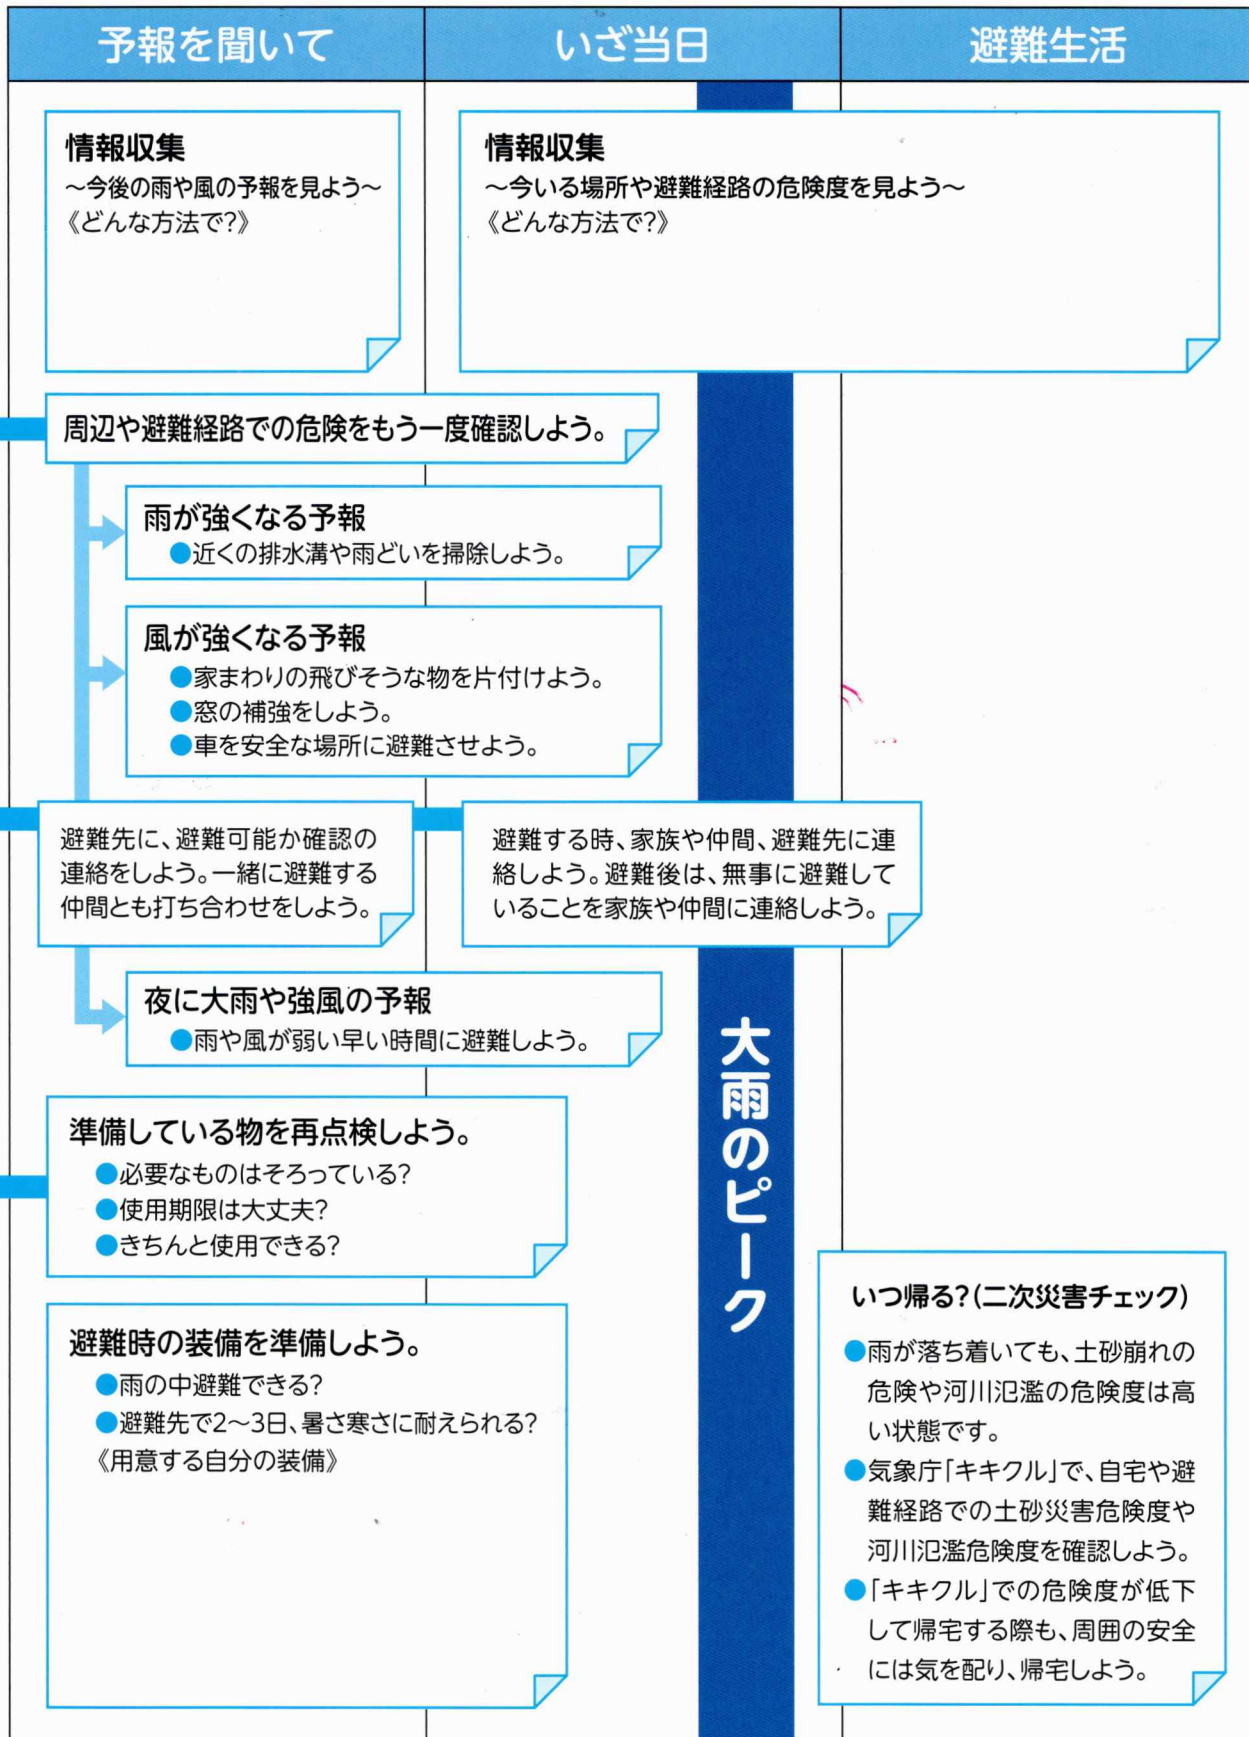 予報を聞いて
いざ当日
避難生活
情報収集
～今後の雨や風の予報を見よう～
《どんな方法で?》
情報収集
～今いる場所や避難経路の危険度を見よう～
《どんな方法で?》
周辺や避難経路での危険をもう一度確認しよう。
雨が強くなる予報
●近くの排水溝や雨どいを掃除しよう。
風が強くなる予報
●家まわりの飛びそうな物を片付けよう。
●窓の補強をしよう。
●車を安全な場所に避難させよう。
避難先に、避難可能か確認の
連絡をしよう。一緒に避難する
仲間とも打ち合わせをしよう。
避難する時、家族や仲間、避難先に連
絡しよう。避難後は、無事に避難して
いることを家族や仲間に連絡しよう。
夜に大雨や強風の予報
●雨や風が弱い早い時間に避難しよう。
準備している物を再点検しよう。
●必要なものはそろっている?
●使用期限は大丈夫?
●きちんと使用できる?
避難時の装備を準備しよう。
●雨の中避難できる?
●避難先で2～3日、暑さ寒さに耐えられる?
《用意する自分の装備》
大雨のピーク
いつ帰る?(二次災害チェック)
●雨が落ち着いても、土砂崩れの
危険や河川氾濫の危険度は高
い状態です。
●気象庁「キキクル」で、自宅や避
難経路での土砂災害危険度や
河川氾濫危険度を確認しよう。
●「キキクル」での危険度が低下
して帰宅する際も、周囲の安全
には気を配り、帰宅しよう。